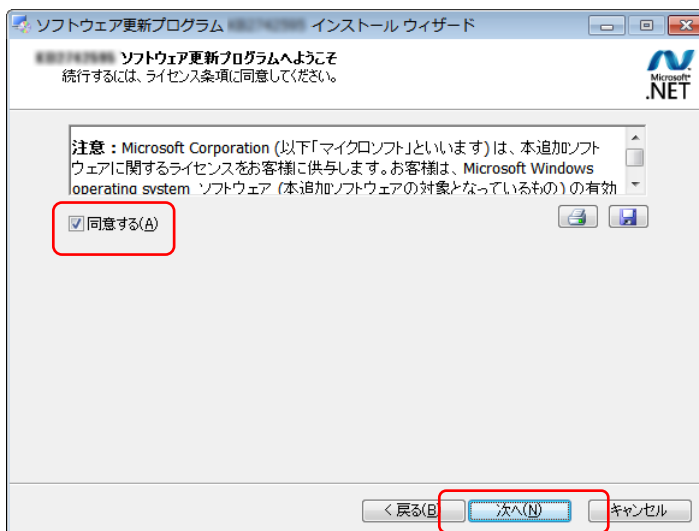 ソフトウェア更新プログラム インストール ウィザード
ソフトウェア更新プログラムへようこそ
続行するには、ライセンス条項に同意してください。
Microsoft®
.NET
注意：Microsoft Corporation (以下「マイクロソフト」といいます) は、本追加ソフト
ウェアに関するライセンスをお客様に供与します。お客様は、Microsoft Windows
operating system ソフトウェア (本追加ソフトウェアの対象となっているもの) の有効
同意する(A)
< 戻る(B
次へ(N)
キャンセル